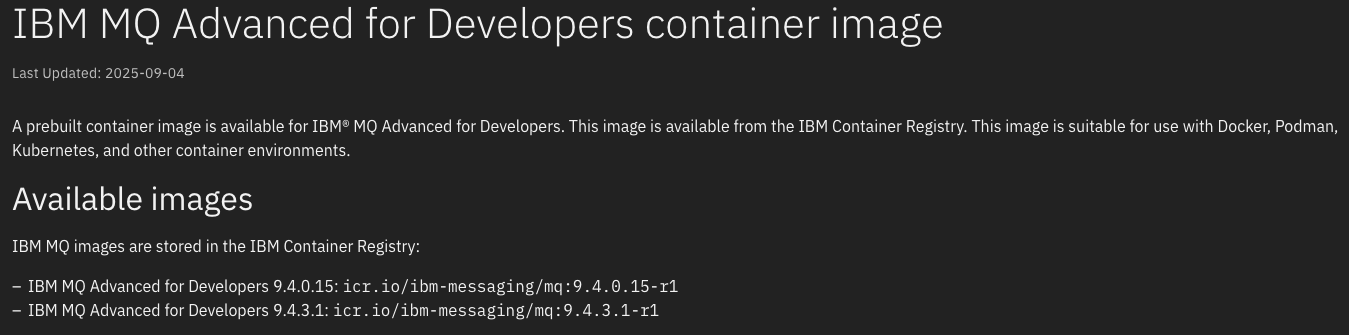 IBM MQ Advanced for Developers container image
Last Updated: 2025-09-04
A prebuilt container image is available for IBM® MQ Advanced for Developers. This image is available from the IBM Container Registry. This image is suitable for use with Docker, Podman,
Kubernetes, and other container environments.
Available images
IBM MQ images are stored in the IBM Container Registry:
– IBM MQ Advanced for Developers 9.4.0.15: icr.io/ibm-messaging/mq:9.4.0.15-r1
– IBM MQ Advanced for Developers 9.4.3.1: icr.io/ibm-messaging/mq:9.4.3.1-r1